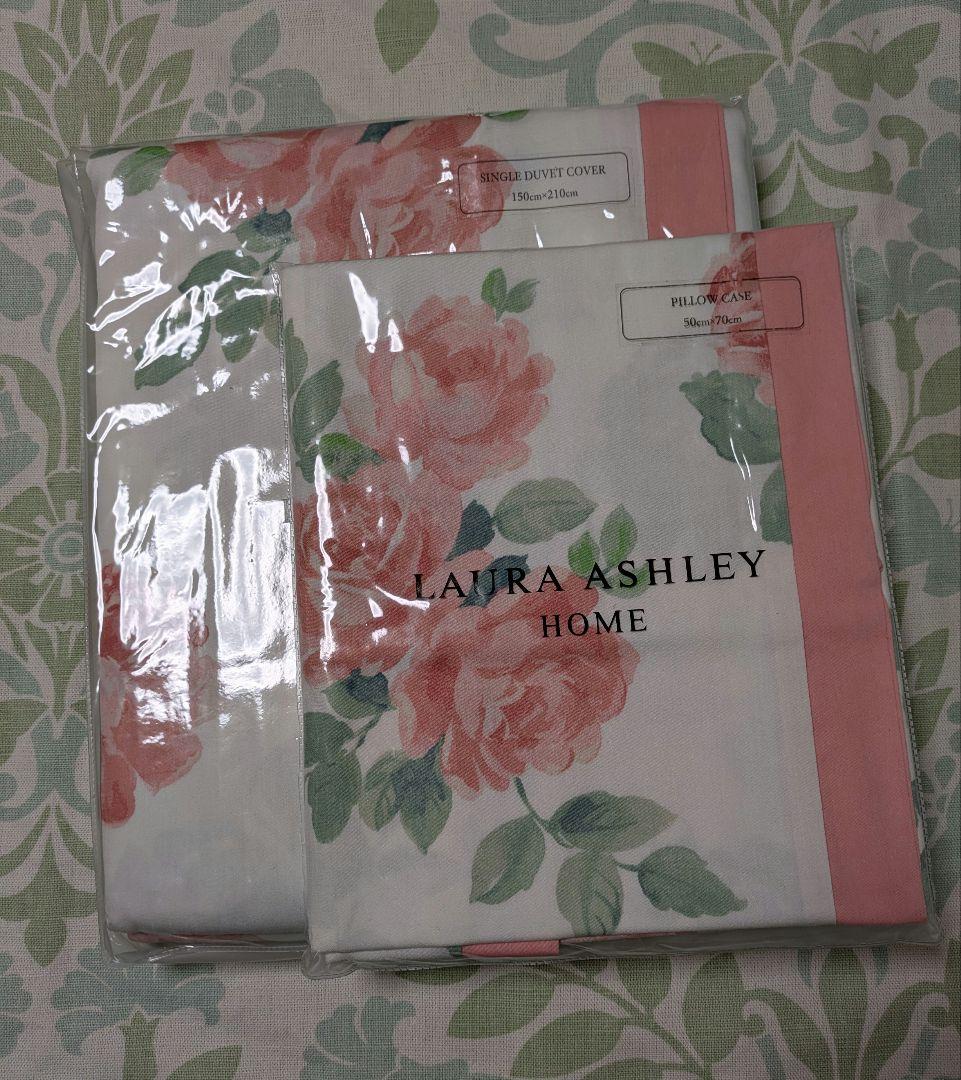 SINGLE DUVET COVER
150cm×210cm
PILLOW CASE
50cm×70cm
LAURA ASHLEY
HOME